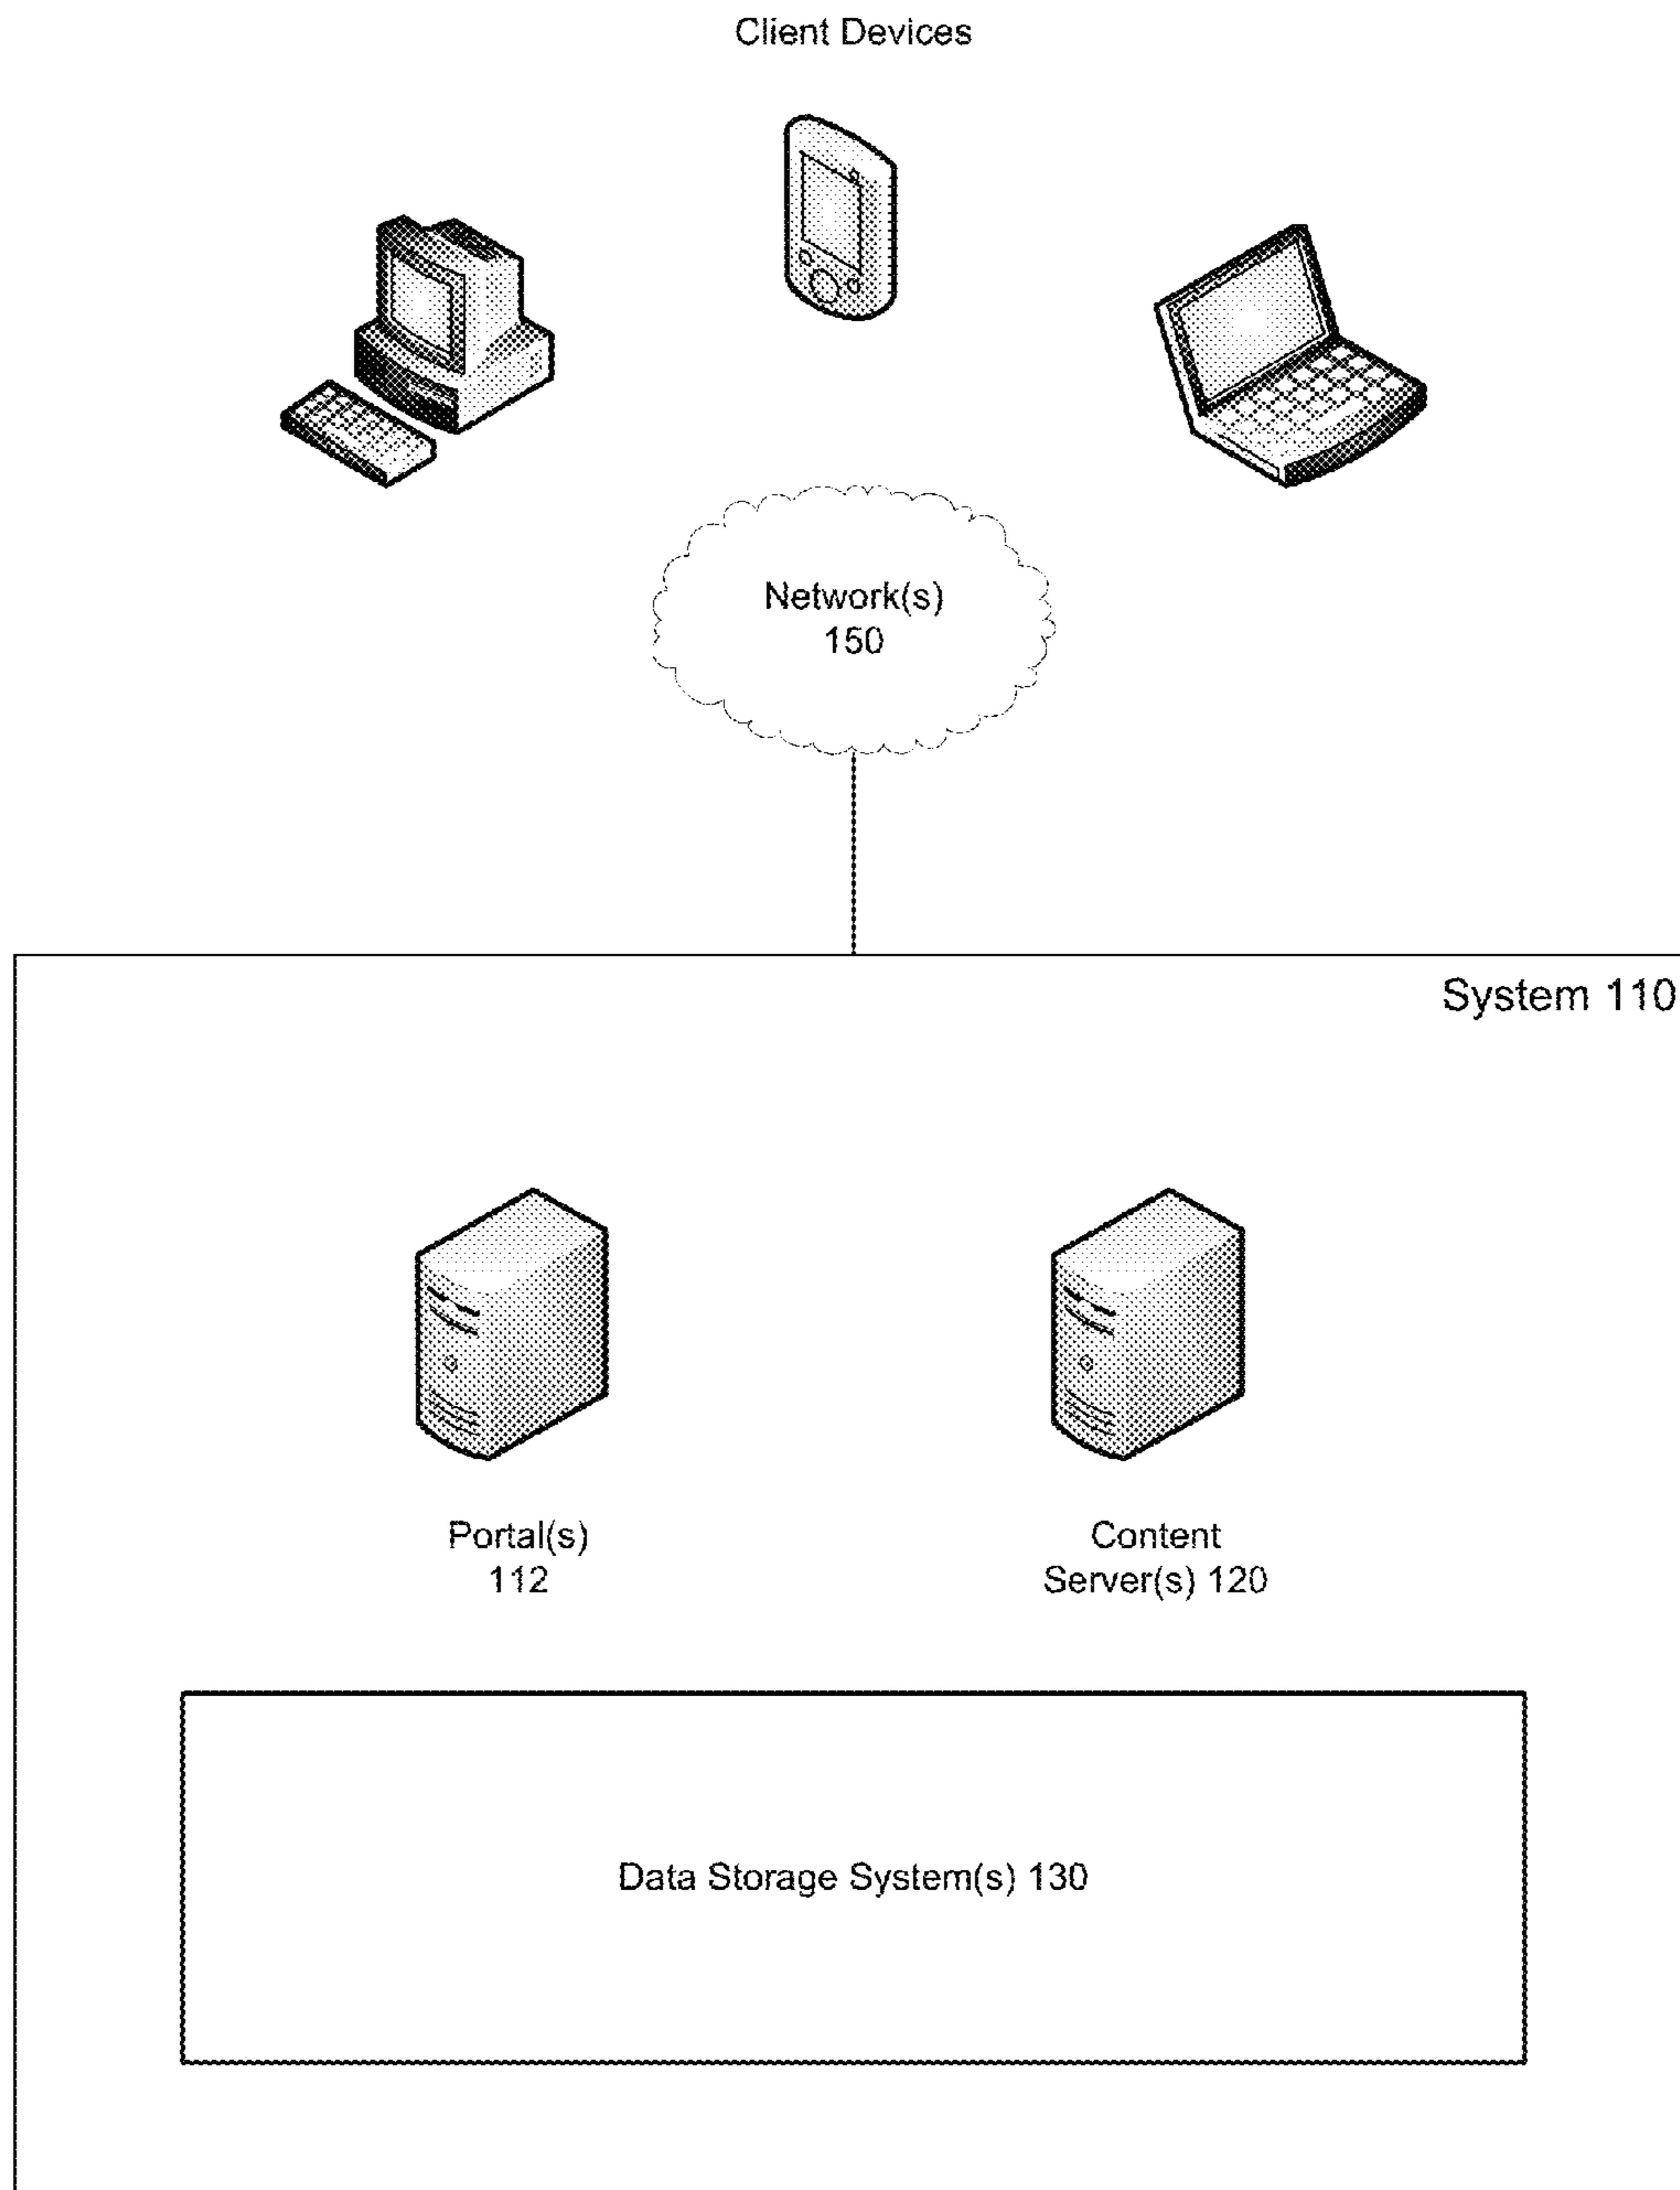 Client Devices
Network(s)
150
System 110
Portal(s)
112
Content
Server(s) 120
Data Storage System(s) 130